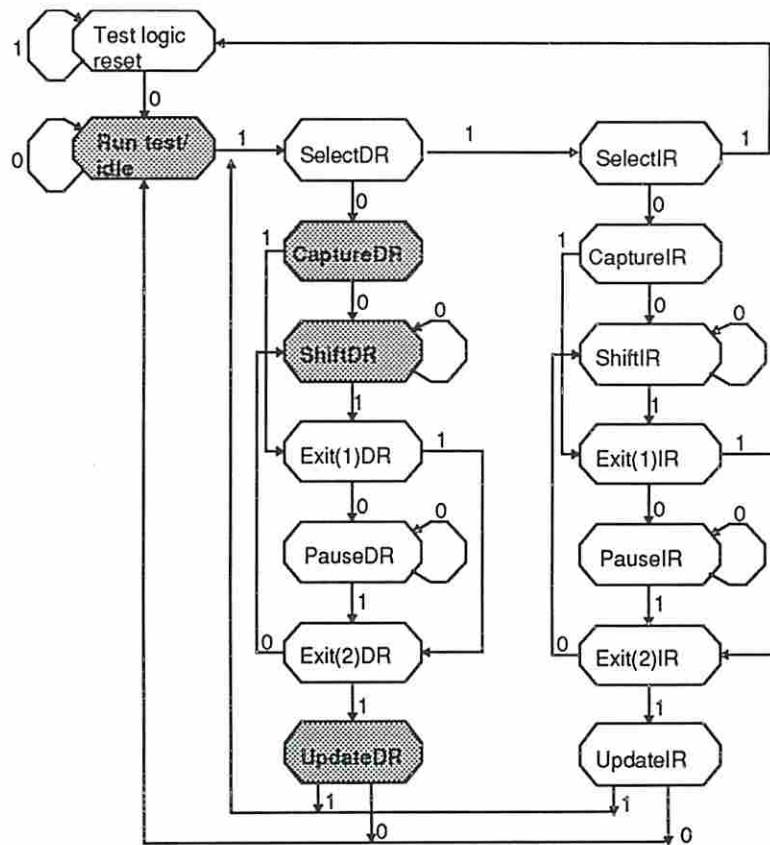 Test logic
reset
1
0
Run test/
idle
0
1
SelectDR
1
SelectIR
1
0
0
1
CaptureDR
1
CaptureIR
0
0
0
0
ShiftDR
ShiftIR
1
1
Exit(1)DR
1
Exit(1)IR
1
0
0
0
0
PauseDR
PauseIR
1
1
0
Exit(2)DR
0
Exit(2)IR
1
1
UpdateDR
UpdateIR
1
1
0
0